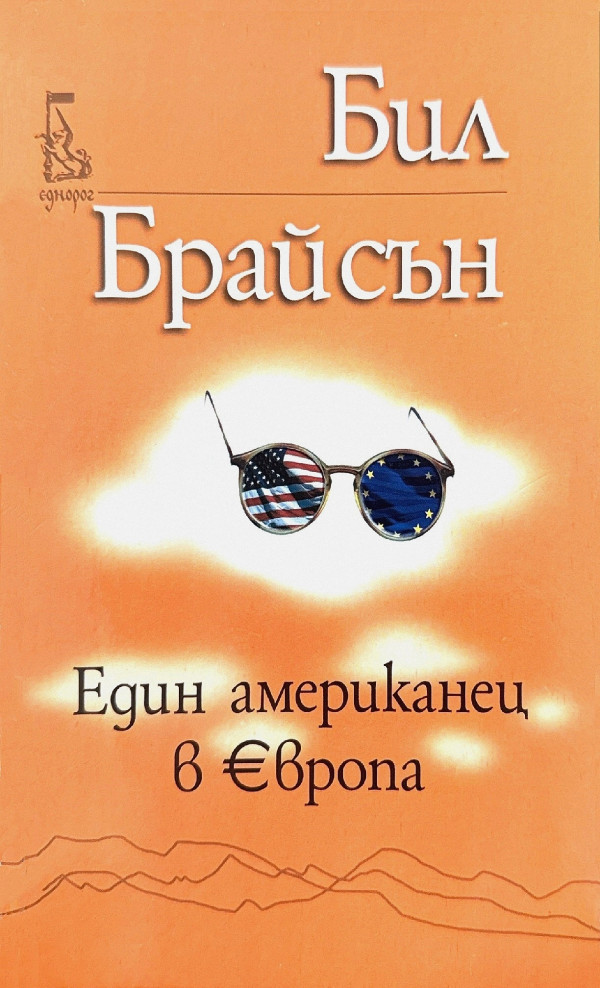 Бил
еднорог
Брайсън
Един американец
в €вропа